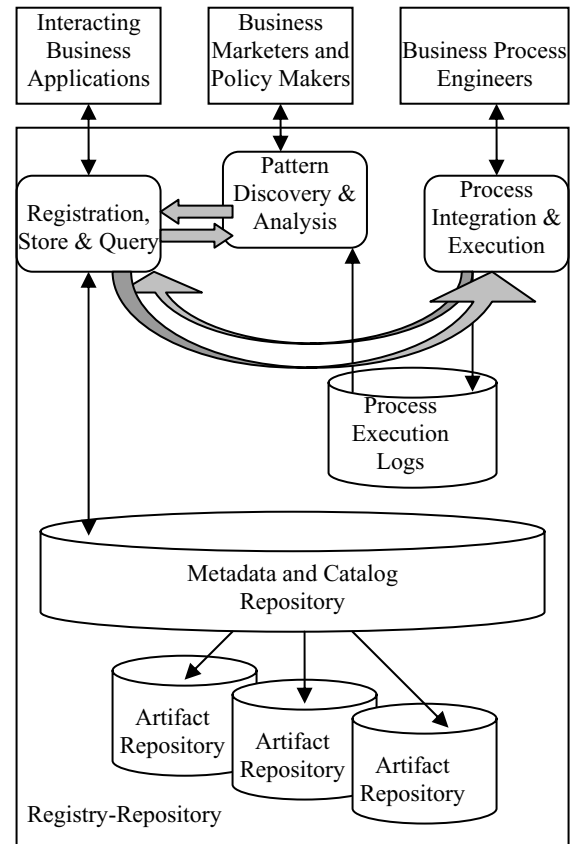 Interacting
Business
Applications
Business
Marketers and
Policy Makers
Business Process
Engineers
Registration,
Store & Query
Pattern
Discovery &
Analysis
Process
Integration &
Execution
Process
Execution
Logs
Metadata and Catalog
Repository
Artifact
Repository
Artifact
Repository
Artifact
Repository
Registry-Repository